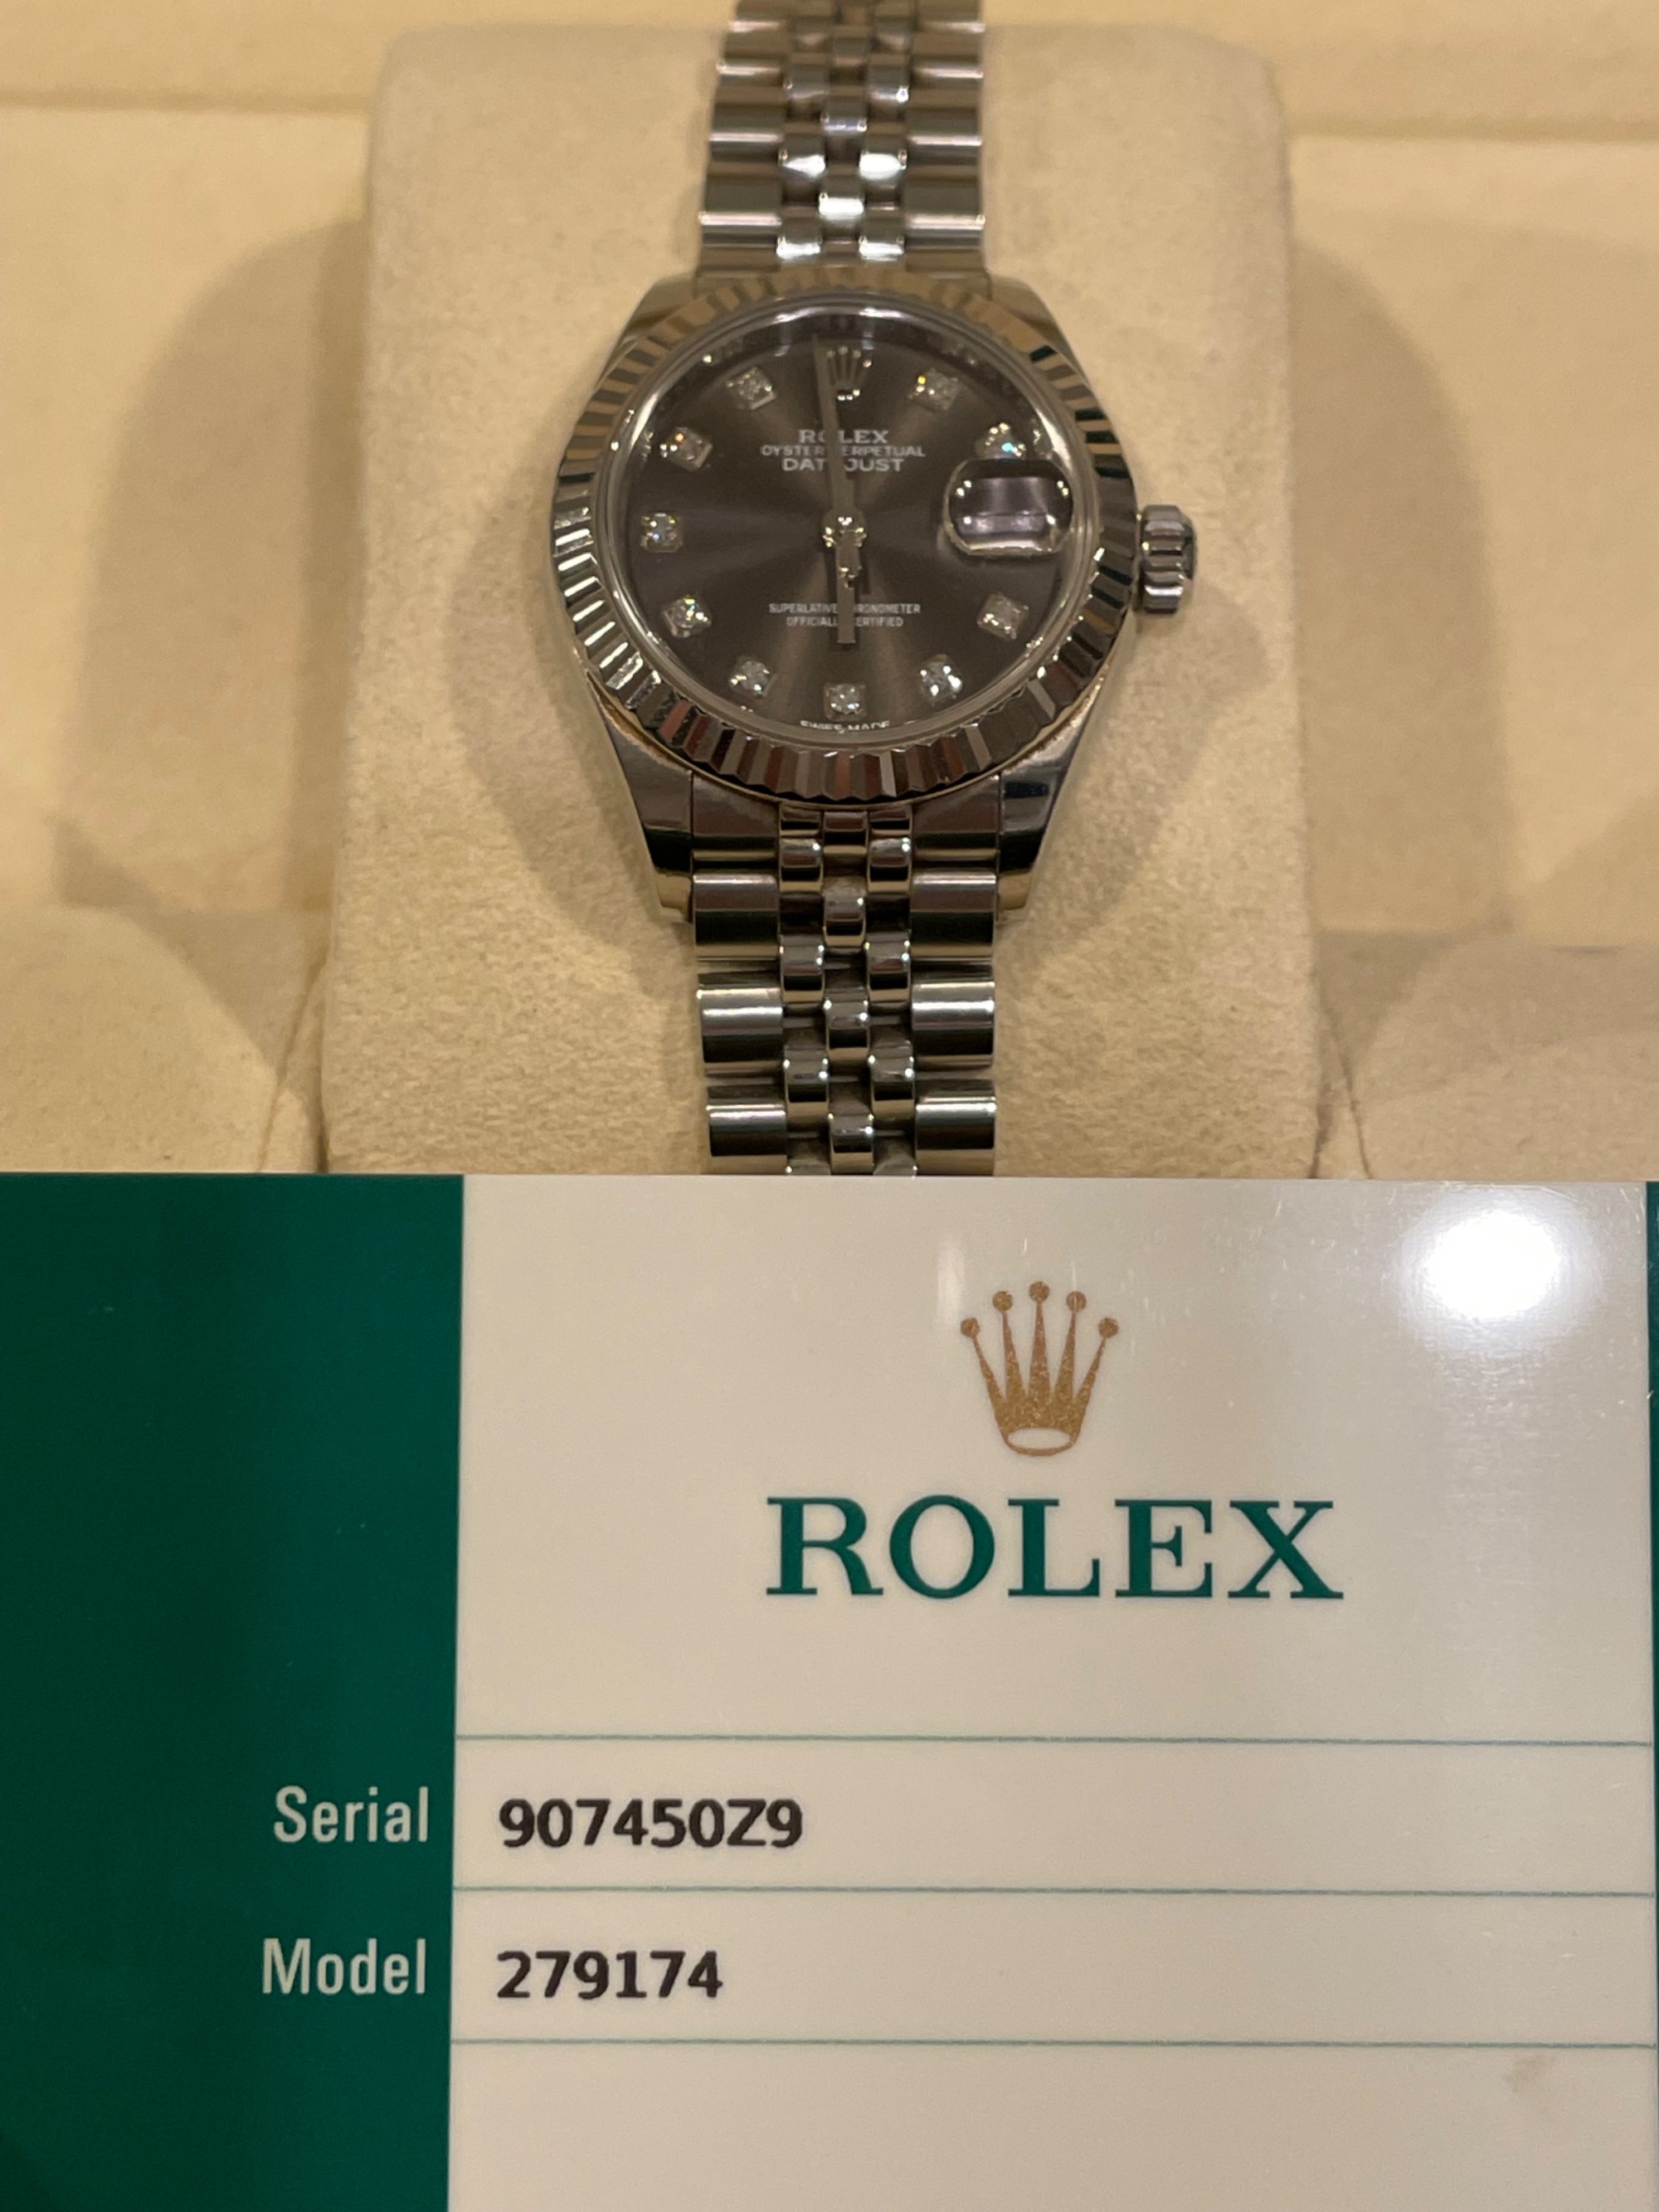 ROLEX
OYSTER PERPETUAL
DATEJUST
SUPERLATIVE CHRONOMETER
OFFICIALLY CERTIFIED
SWISS MADE
ROLEX
Serial 907450Z9
Model 279174